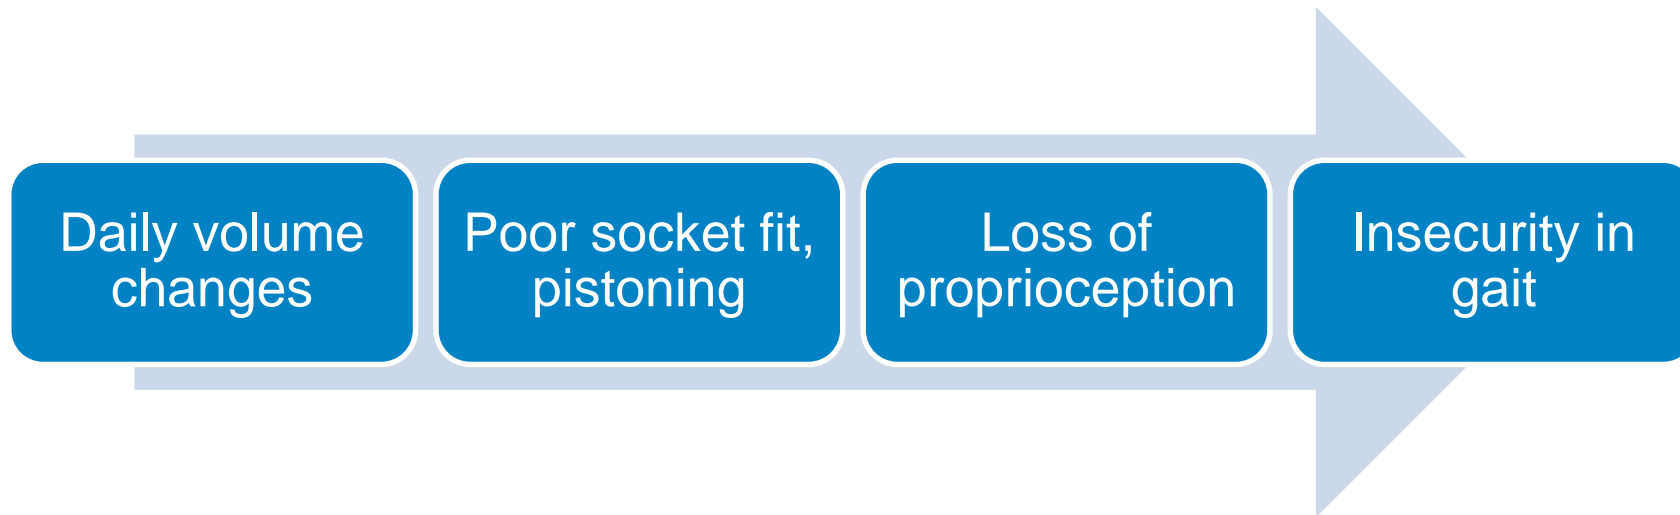 Daily volume
changes
Poor socket fit,
pistoning
Loss of
proprioception
Insecurity in
gait